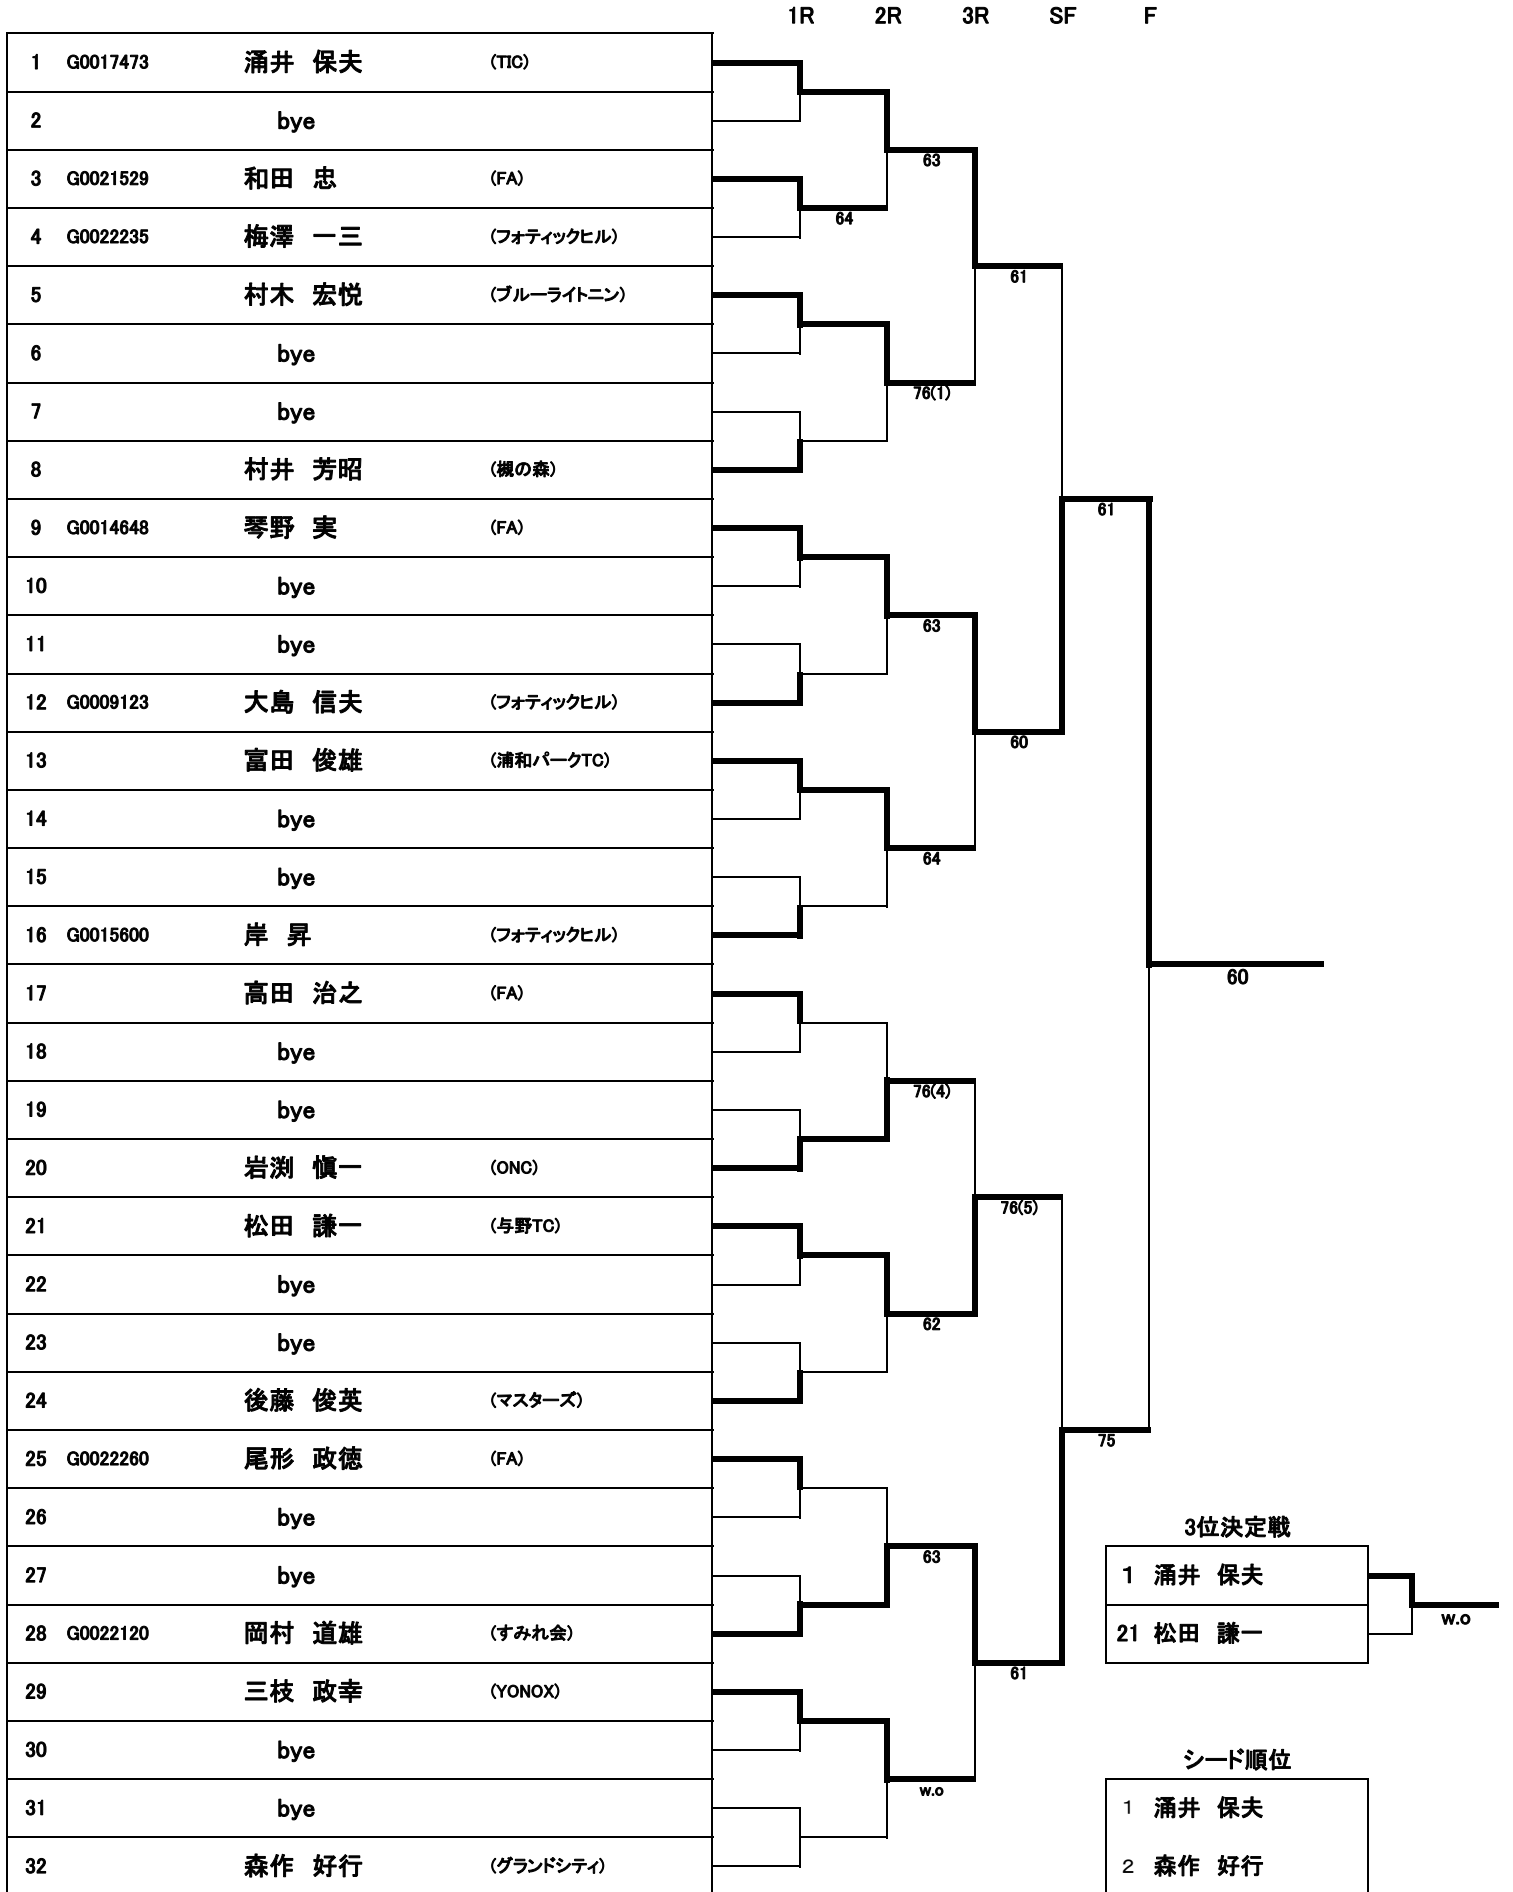 1R 2R 3R SF F
1 G0017473 涌井 保夫 (TIC)
2 bye
63
3 G0021529 和田 忠 (FA)
64
4 G0022235 梅澤 一三 (フォティックヒル)
61
5 村木 宏悦 (ブルーライトニン)
6 bye
76(1)
7 bye
8 村井 芳昭 (槻の森)
61
9 G0014648 琴野 実 (FA)
10 bye
63
11 bye
12 G0009123 大島 信夫 (フォティックヒル)
60
13 富田 俊雄 (浦和パークTC)
14 bye
64
15 bye
16 G0015600 岸 昇 (フォティックヒル)
60
17 高田 治之 (FA)
18 bye
76(4)
19 bye
20 岩渕 愼一 (ONC)
76(5)
21 松田 謙一 (与野TC)
22 bye
62
23 bye
24 後藤 俊英 (マスターズ)
75
25 G0022260 尾形 政徳 (FA)
26 bye
3位決定戦
63
27 bye
1 涌井 保夫
w.o
28 G0022120 岡村 道雄 (すみれ会)
21 松田 謙一
61
29 三枝 政幸 (YONOX)
30 bye
シード順位
w.o
31 bye
1 涌井 保夫
32 森作 好行 (グランドシティ)
2 森作 好行